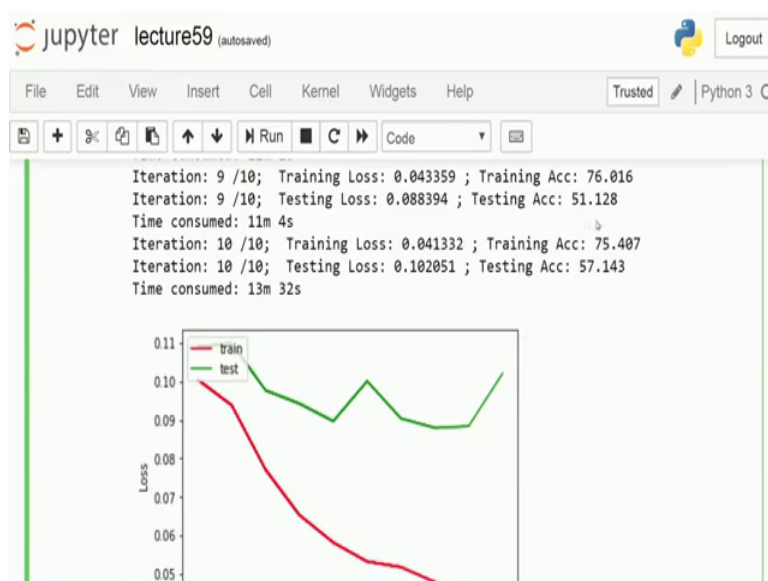 jupyter lecture59 (autosaved)
Logout
File Edit View Insert Cell Kernel Widgets Help
Trusted
Python 3
Run
Code
Iteration: 9 /10; Training Loss: 0.043359 ; Training Acc: 76.016
Iteration: 9 /10; Testing Loss: 0.088394 ; Testing Acc: 51.128
Time consumed: 11m 4s
Iteration: 10 /10; Training Loss: 0.041332 ; Training Acc: 75.407
Iteration: 10 /10; Testing Loss: 0.102051 ; Testing Acc: 57.143
Time consumed: 13m 32s
train
test
0.11
0.10
0.09
0.08
0.07
0.06
0.05
Loss